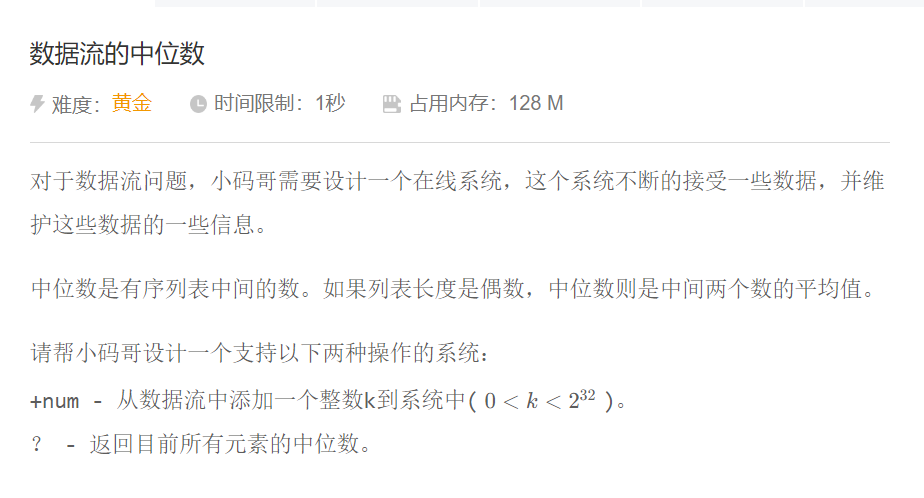 数据流的中位数
难度：黄金 时间限制：1秒 占用内存：128 M
对于数据流问题，小码哥需要设计一个在线系统，这个系统不断的接受一些数据，并维
护这些数据的一些信息。
中位数是有序列表中间的数。如果列表长度是偶数，中位数则是中间两个数的平均值。
请帮小码哥设计一个支持以下两种操作的系统：
+num - 从数据流中添加一个整数k到系统中( 0 < k < 2³² )。
？ - 返回目前所有元素的中位数。